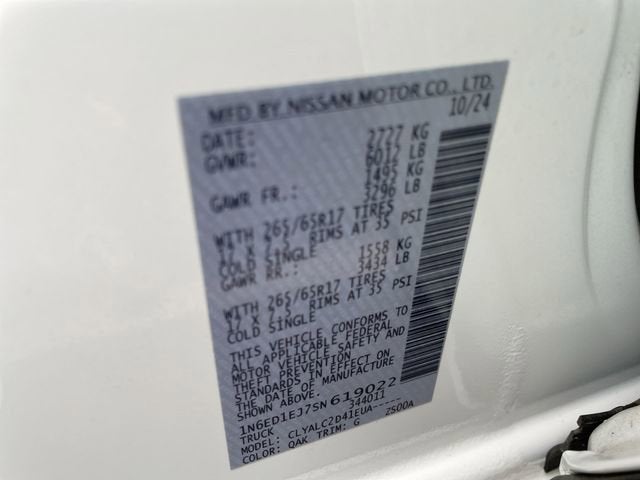 MFD BY NISSAN MOTOR CO., LTD.
DATE: 10/24
GVWR: 2727 KG
6012 LB
GAWR FR.: 1495 KG
3296 LB
WITH 265/65R17 TIRES
17 X 7.5 RIMS AT 35 PSI
COLD SINGLE
GAWR RR.: 1558 KG
3434 LB
WITH 265/65R17 TIRES
17 X 7.5 RIMS AT 35 PSI
COLD SINGLE
THIS VEHICLE CONFORMS TO
ALL APPLICABLE FEDERAL
MOTOR VEHICLE SAFETY AND
THEFT PREVENTION
STANDARDS IN EFFECT ON
THE DATE OF MANUFACTURE
SHOWN ABOVE.
1N6ED1EJ7SN619022
TRUCK 344011
MODEL: CLYALC2D41EUA-----
COLOR: QAK TRIM: G 2S00A